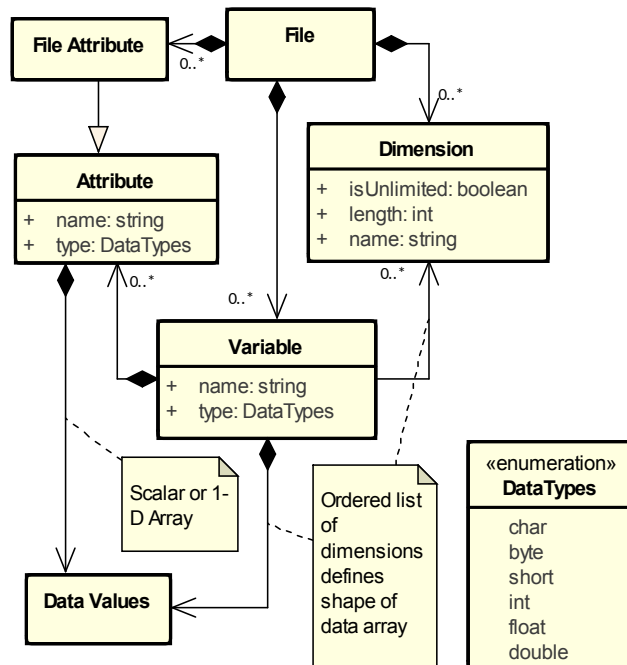 File Attribute
0..*
File
0..*
Attribute
+ name: string
+ type: DataTypes
Dimension
+ isUnlimited: boolean
+ length: int
+ name: string
0..*
0..*
0..*
Variable
+ name: string
+ type: DataTypes
Scalar or 1-
D Array
Ordered list
of
dimensions
defines
shape of
data array
«enumeration»
DataTypes
char
byte
short
int
float
double
Data Values